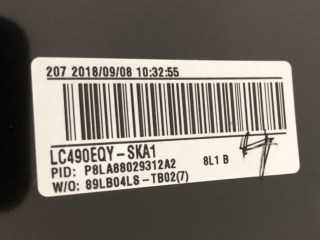 207 2018/09/08 10:32:55
LC490EQY-SKA1
PID: P8LA88029312A2 8L1 B
W/O: 89LB04LS-TB02(7)